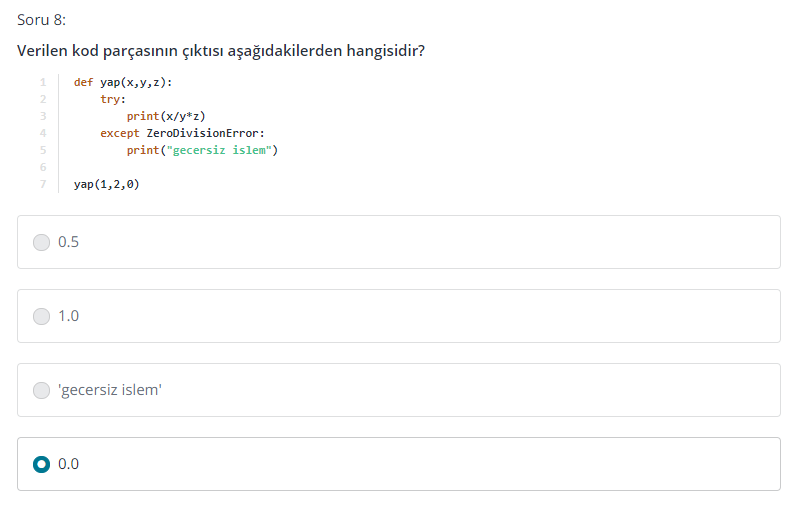 Soru 8:
Verilen kod parçasının çıktısı aşağıdakilerden hangisidir?
1 def yap(x,y,z):
2     try:
3         print(x/y*z)
4     except ZeroDivisionError:
5         print("gecersiz islem")
6
7 yap(1,2,0)
0.5
1.0
'gecersiz islem'
0.0